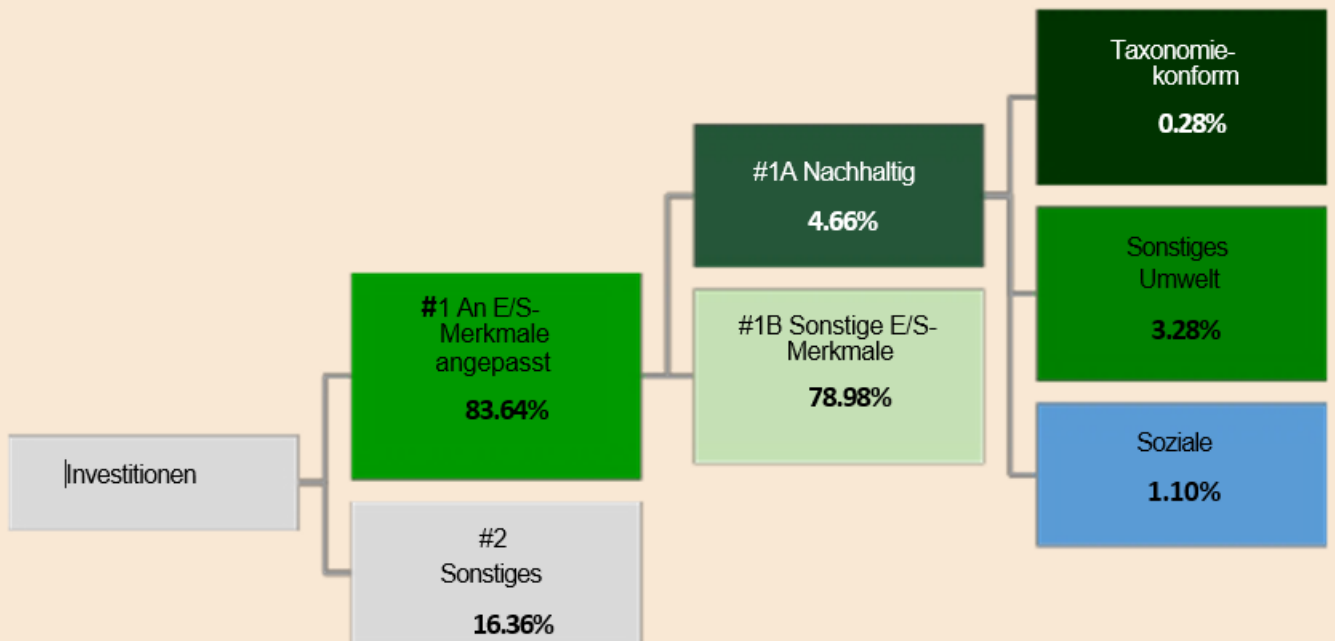 Taxonomie-
konform
0.28%
#1A Nachhaltig
4.66%
Sonstiges
Umwelt
3.28%
#1 An E/S-
Merkmale
angepasst
83.64%
#1B Sonstige E/S-
Merkmale
78.98%
Soziale
1.10%
Investitionen
#2
Sonstiges
16.36%